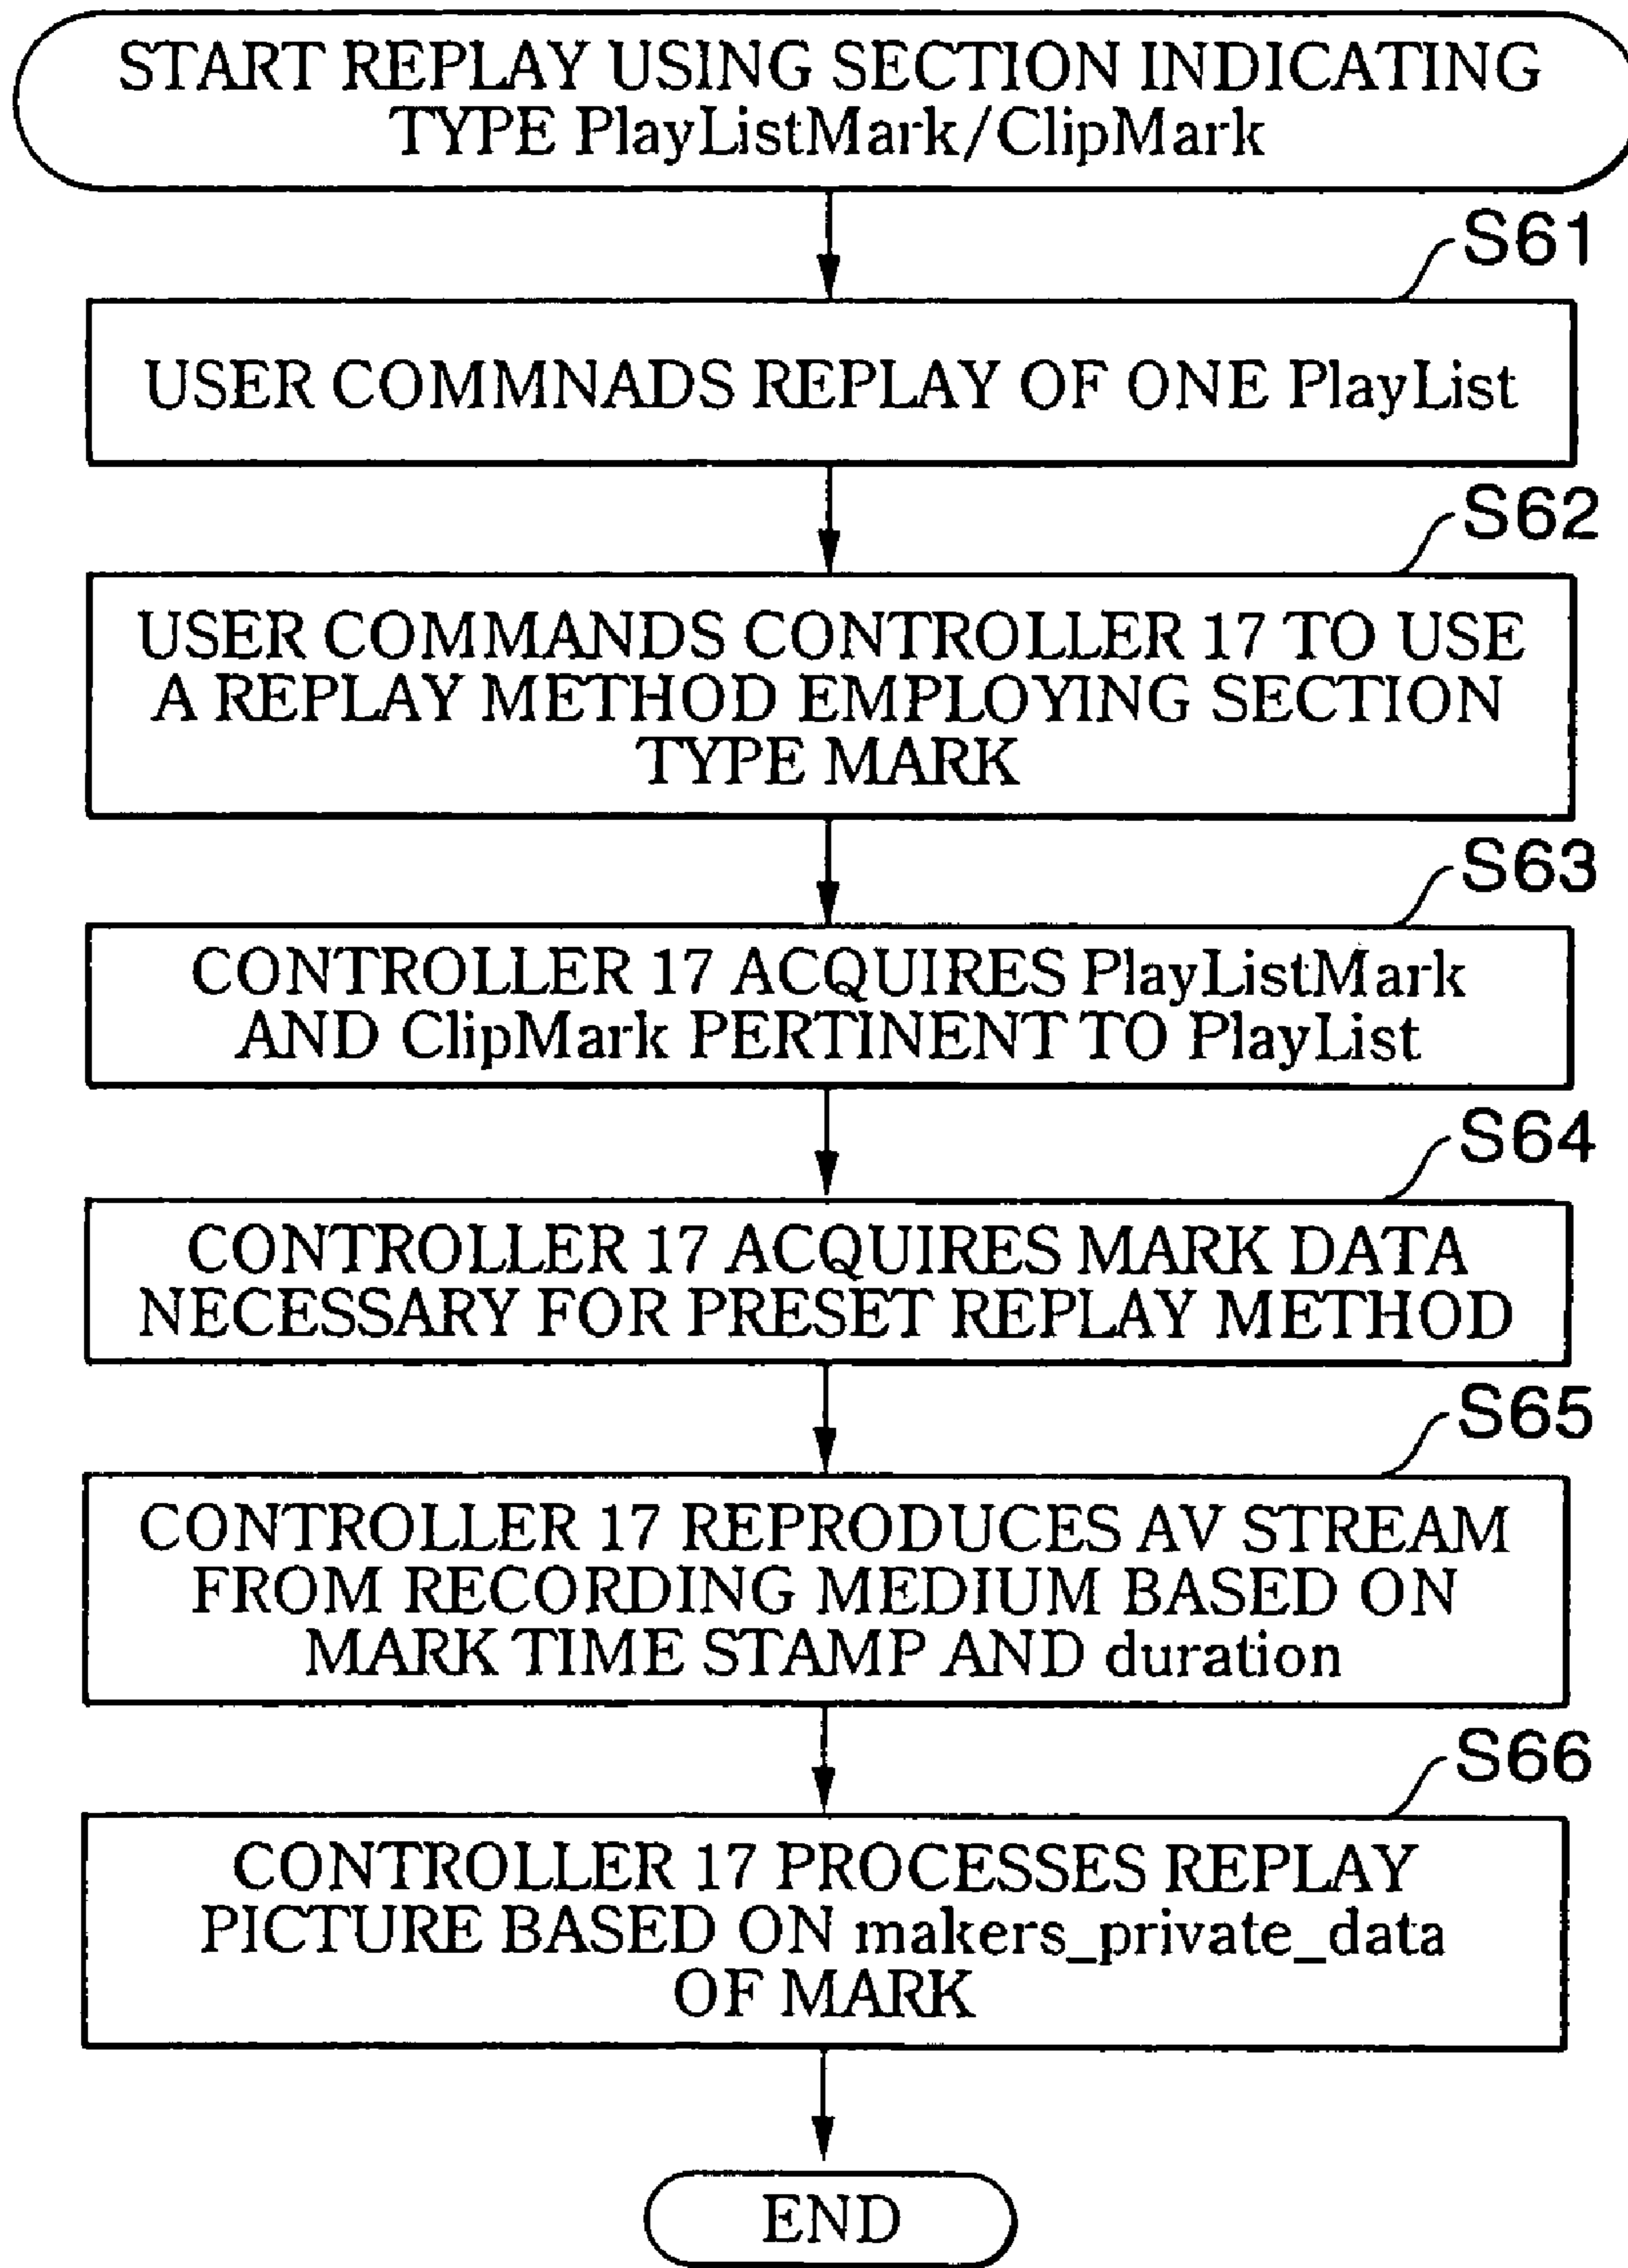 START REPLAY USING SECTION INDICATING
TYPE PlayListMark/ClipMark
S61
USER COMMNADS REPLAY OF ONE PlayList
S62
USER COMMANDS CONTROLLER 17 TO USE
A REPLAY METHOD EMPLOYING SECTION
TYPE MARK
S63
CONTROLLER 17 ACQUIRES PlayListMark
AND ClipMark PERTINENT TO PlayList
S64
CONTROLLER 17 ACQUIRES MARK DATA
NECESSARY FOR PRESET REPLAY METHOD
S65
CONTROLLER 17 REPRODUCES AV STREAM
FROM RECORDING MEDIUM BASED ON
MARK TIME STAMP AND duration
S66
CONTROLLER 17 PROCESSES REPLAY
PICTURE BASED ON makers_private_data
OF MARK
END